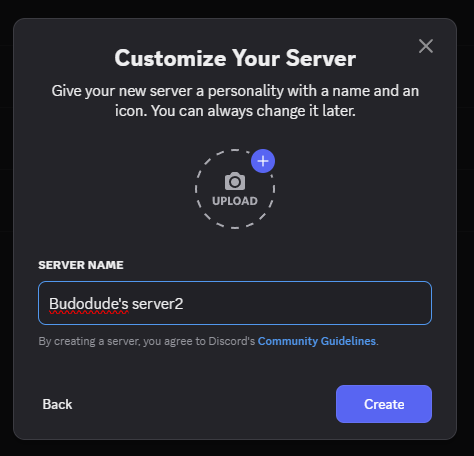 Customize Your Server
Give your new server a personality with a name and an
icon. You can always change it later.
UPLOAD
SERVER NAME
Budodude's server2
By creating a server, you agree to Discord's Community Guidelines.
Back
Create